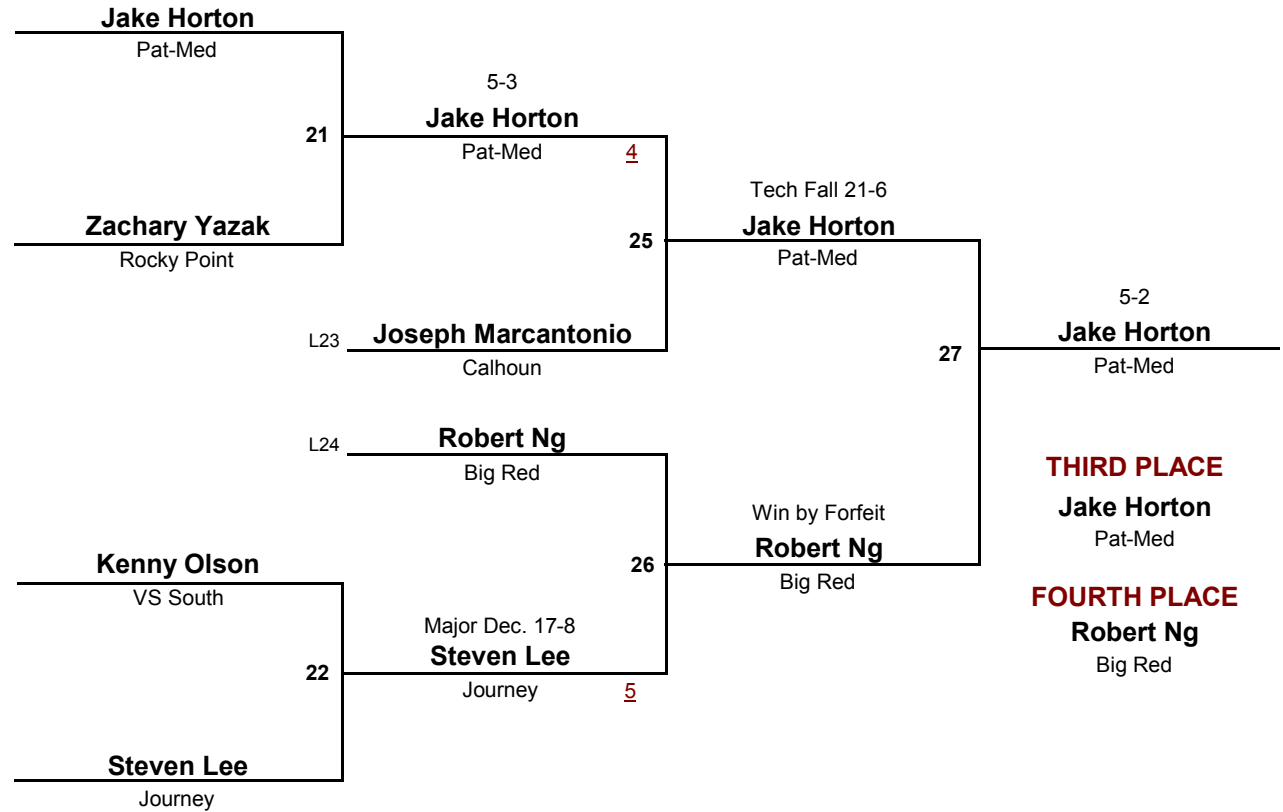 Jake Horton
Pat-Med
21
Zachary Yazak
Rocky Point
5-3
Jake Horton
Pat-Med 4
25
L23 Joseph Marcantonio
Calhoun
L24 Robert Ng
Big Red
26
Kenny Olson
VS South
22
Steven Lee
Journey
Major Dec. 17-8
Steven Lee
Journey 5
Tech Fall 21-6
Jake Horton
Pat-Med
27
Win by Forfeit
Robert Ng
Big Red
5-2
Jake Horton
Pat-Med
THIRD PLACE
Jake Horton
Pat-Med
FOURTH PLACE
Robert Ng
Big Red